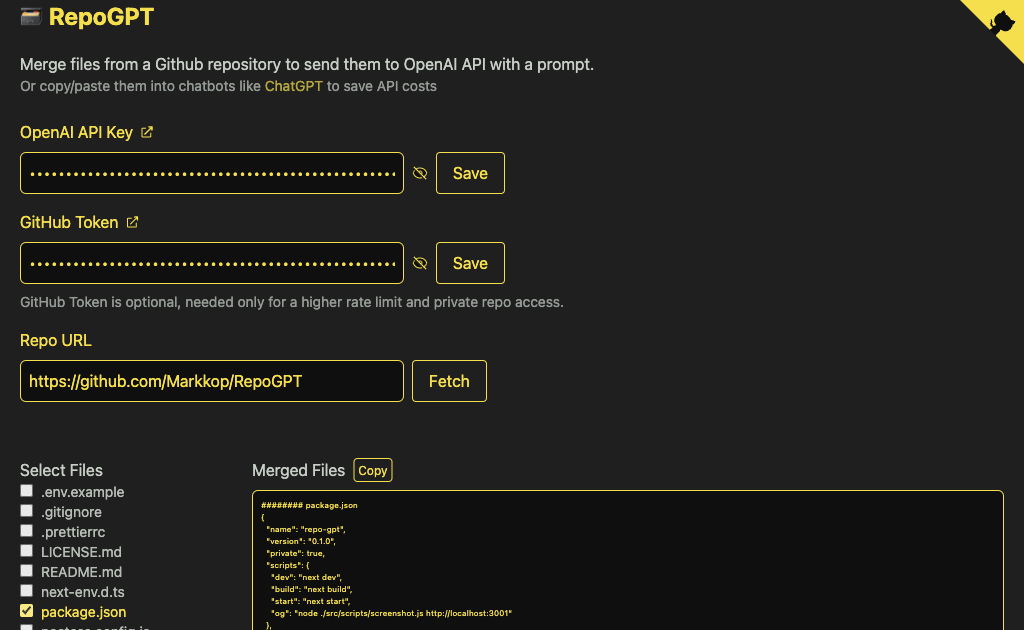 RepoGPT
Merge files from a Github repository to send them to OpenAI API with a prompt.
Or copy/paste them into chatbots like ChatGPT to save API costs
OpenAI API Key
Save
GitHub Token
Save
GitHub Token is optional, needed only for a higher rate limit and private repo access.
Repo URL
https://github.com/Markkop/RepoGPT
Fetch
Select Files
.env.example
.gitignore
.prettierrc
LICENSE.md
README.md
next-env.d.ts
package.json
postcss.config.js
Merged Files
Copy
######## package.json
{
"name": "repo-gpt",
"version": "0.1.0",
"private": true,
"scripts": {
"dev": "next dev",
"build": "next build",
"start": "next start",
"og": "node ./src/scripts/screenshot.js http://localhost:3001"
},